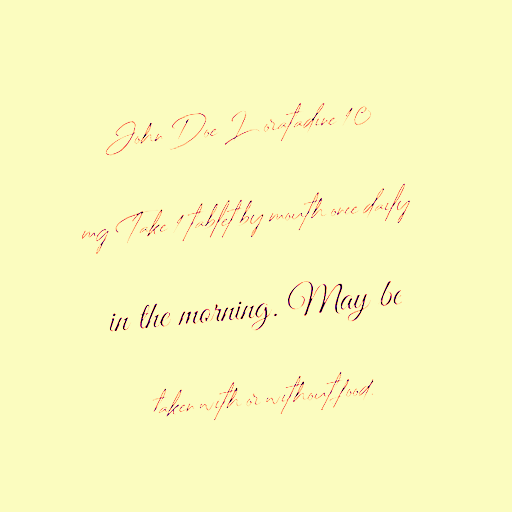 John Doe Loratadine 10
mg Take 1 tablet by mouth once daily
in the morning. May be
taken with or without food.